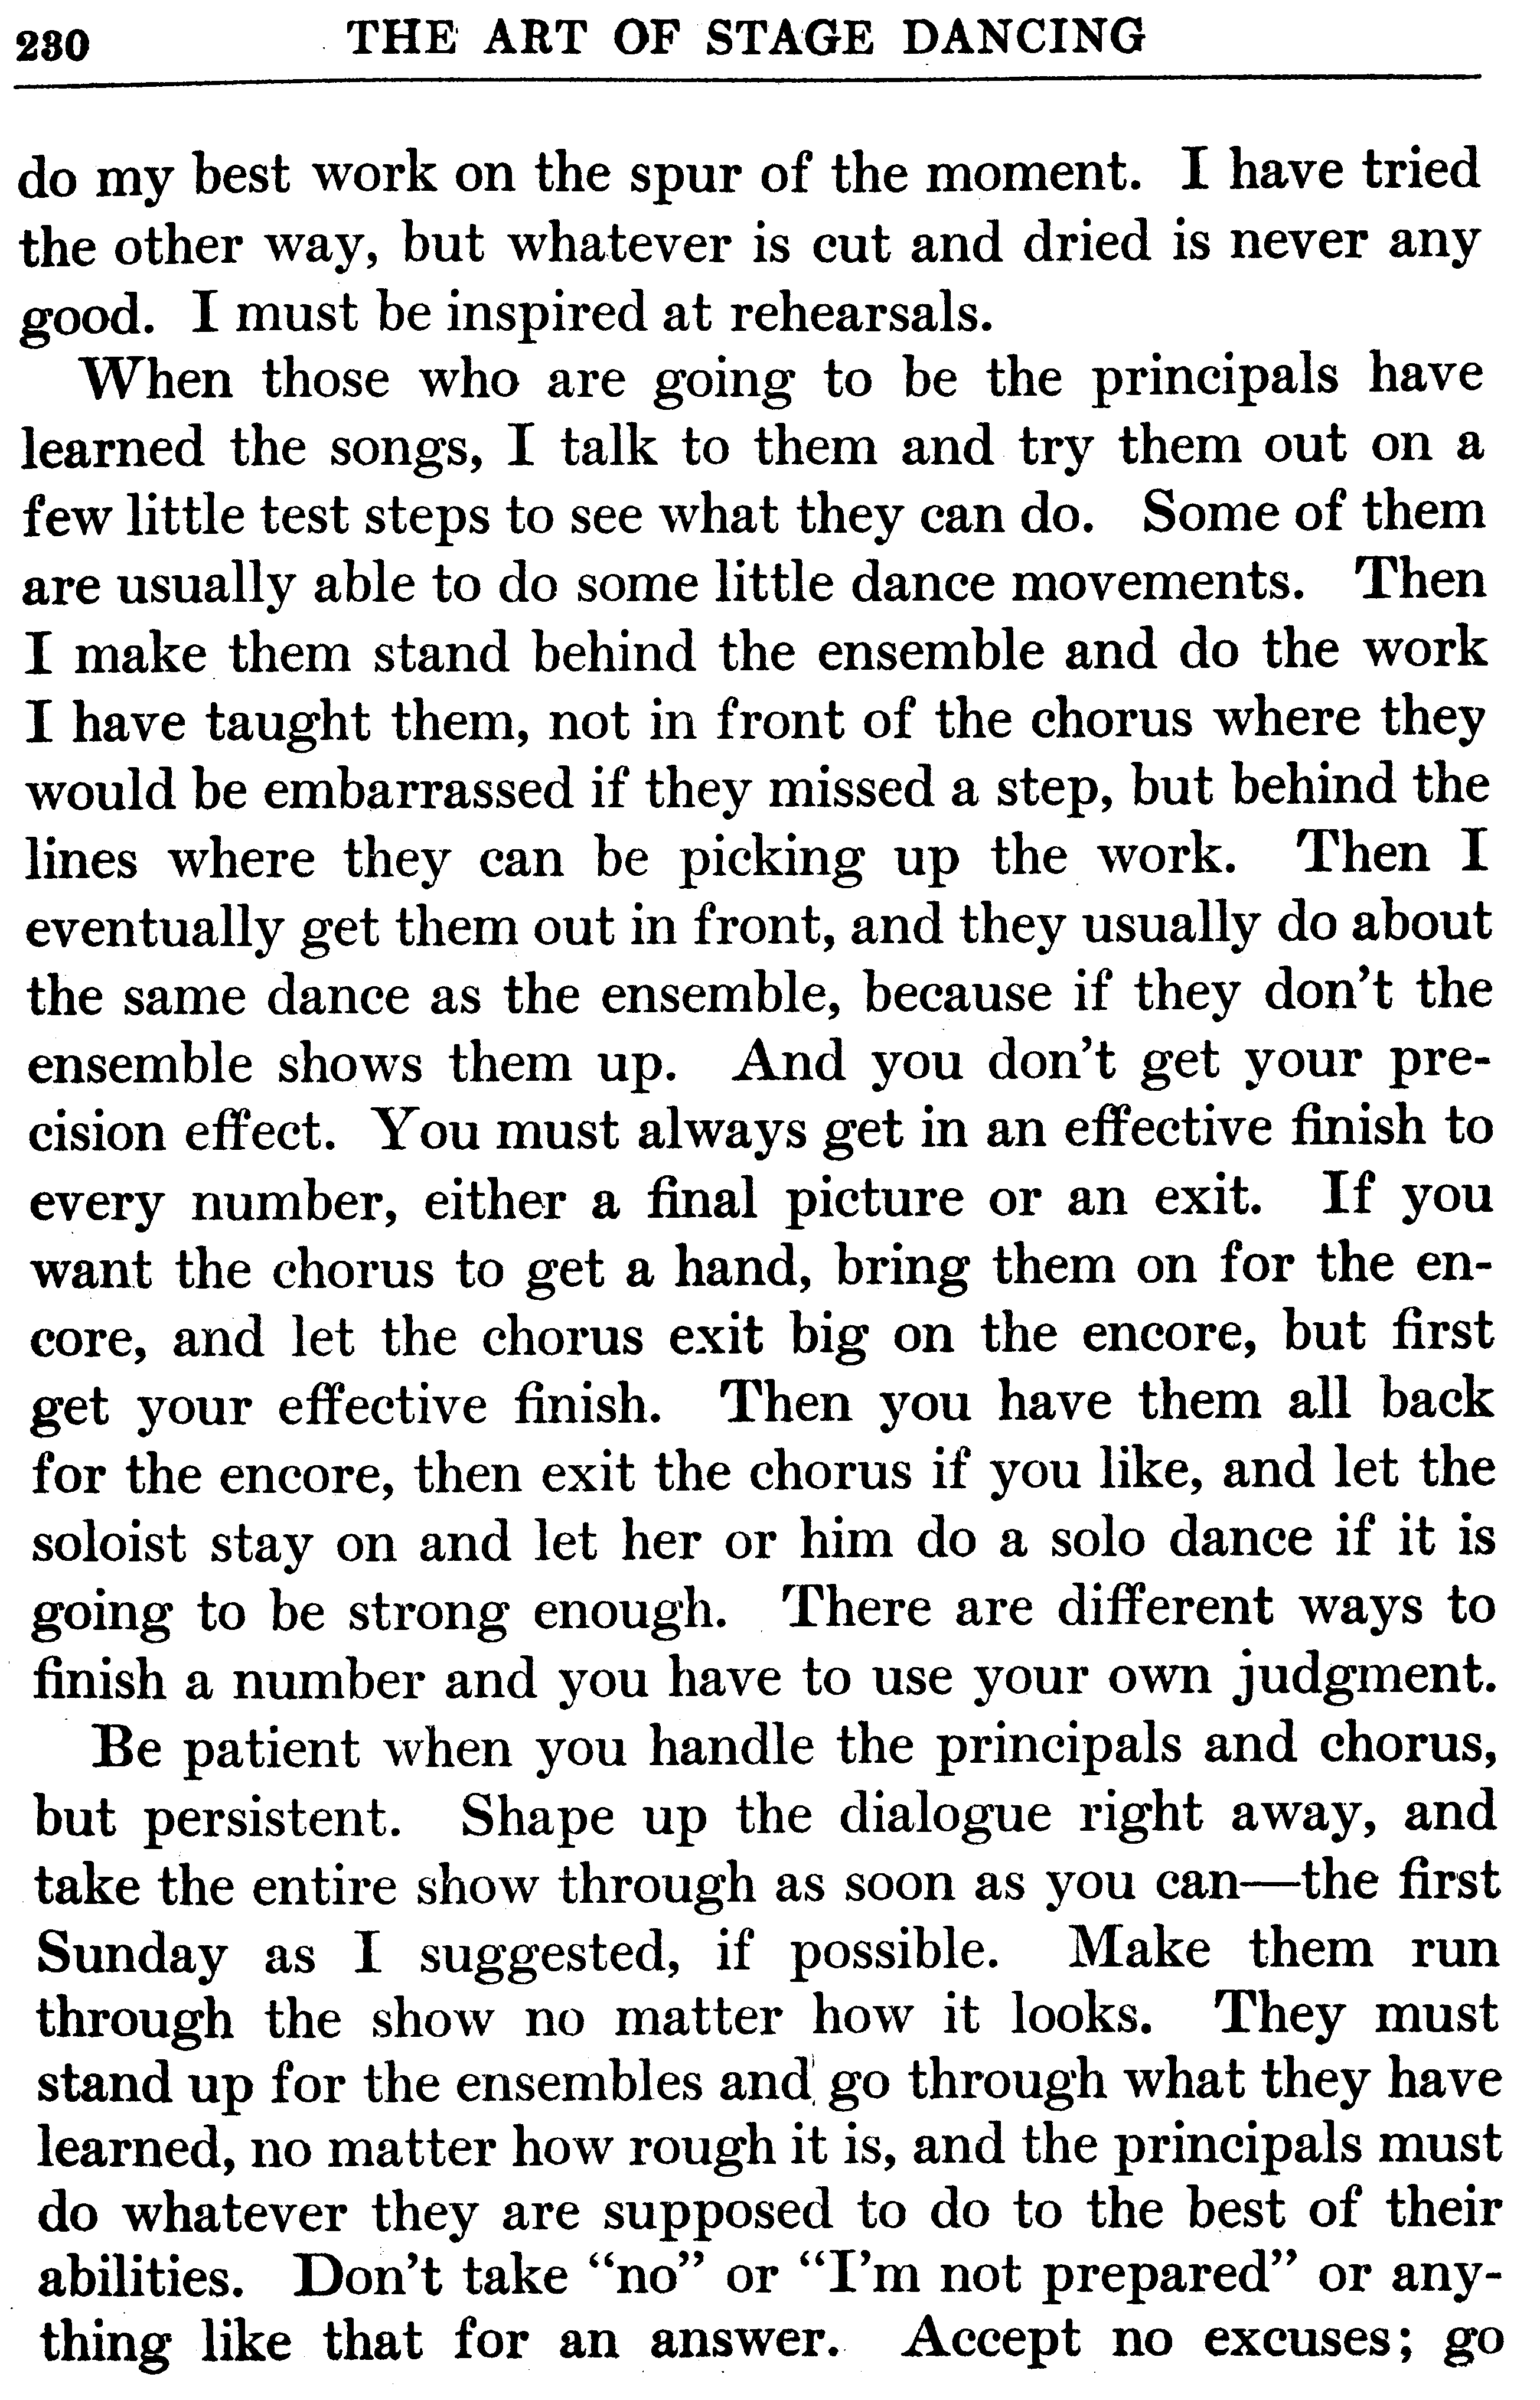 230 THE ART OF STAGE DANCING
do my best work on the spur of the moment. I have tried
the other way, but whatever is cut and dried is never any
good. I must be inspired at rehearsals.
When those who are going to be the principals have
learned the songs, I talk to them and try them out on a
few little test steps to see what they can do. Some of them
are usually able to do some little dance movements. Then
I make them stand behind the ensemble and do the work
I have taught them, not in front of the chorus where they
would be embarrassed if they missed a step, but behind the
lines where they can be picking up the work. Then I
eventually get them out in front, and they usually do about
the same dance as the ensemble, because if they don't the
ensemble shows them up. And you don't get your pre-
cision effect. You must always get in an effective finish to
every number, either a final picture or an exit. If you
want the chorus to get a hand, bring them on for the en-
core, and let the chorus exit big on the encore, but first
get your effective finish. Then you have them all back
for the encore, then exit the chorus if you like, and let the
soloist stay on and let her or him do a solo dance if it is
going to be strong enough. There are different ways to
finish a number and you have to use your own judgment.
Be patient when you handle the principals and chorus,
but persistent. Shape up the dialogue right away, and
take the entire show through as soon as you can—the first
Sunday as I suggested, if possible. Make them run
through the show no matter how it looks. They must
stand up for the ensembles and go through what they have
learned, no matter how rough it is, and the principals must
do whatever they are supposed to do to the best of their
abilities. Don't take "no" or "I'm not prepared" or any-
thing like that for an answer. Accept no excuses; go